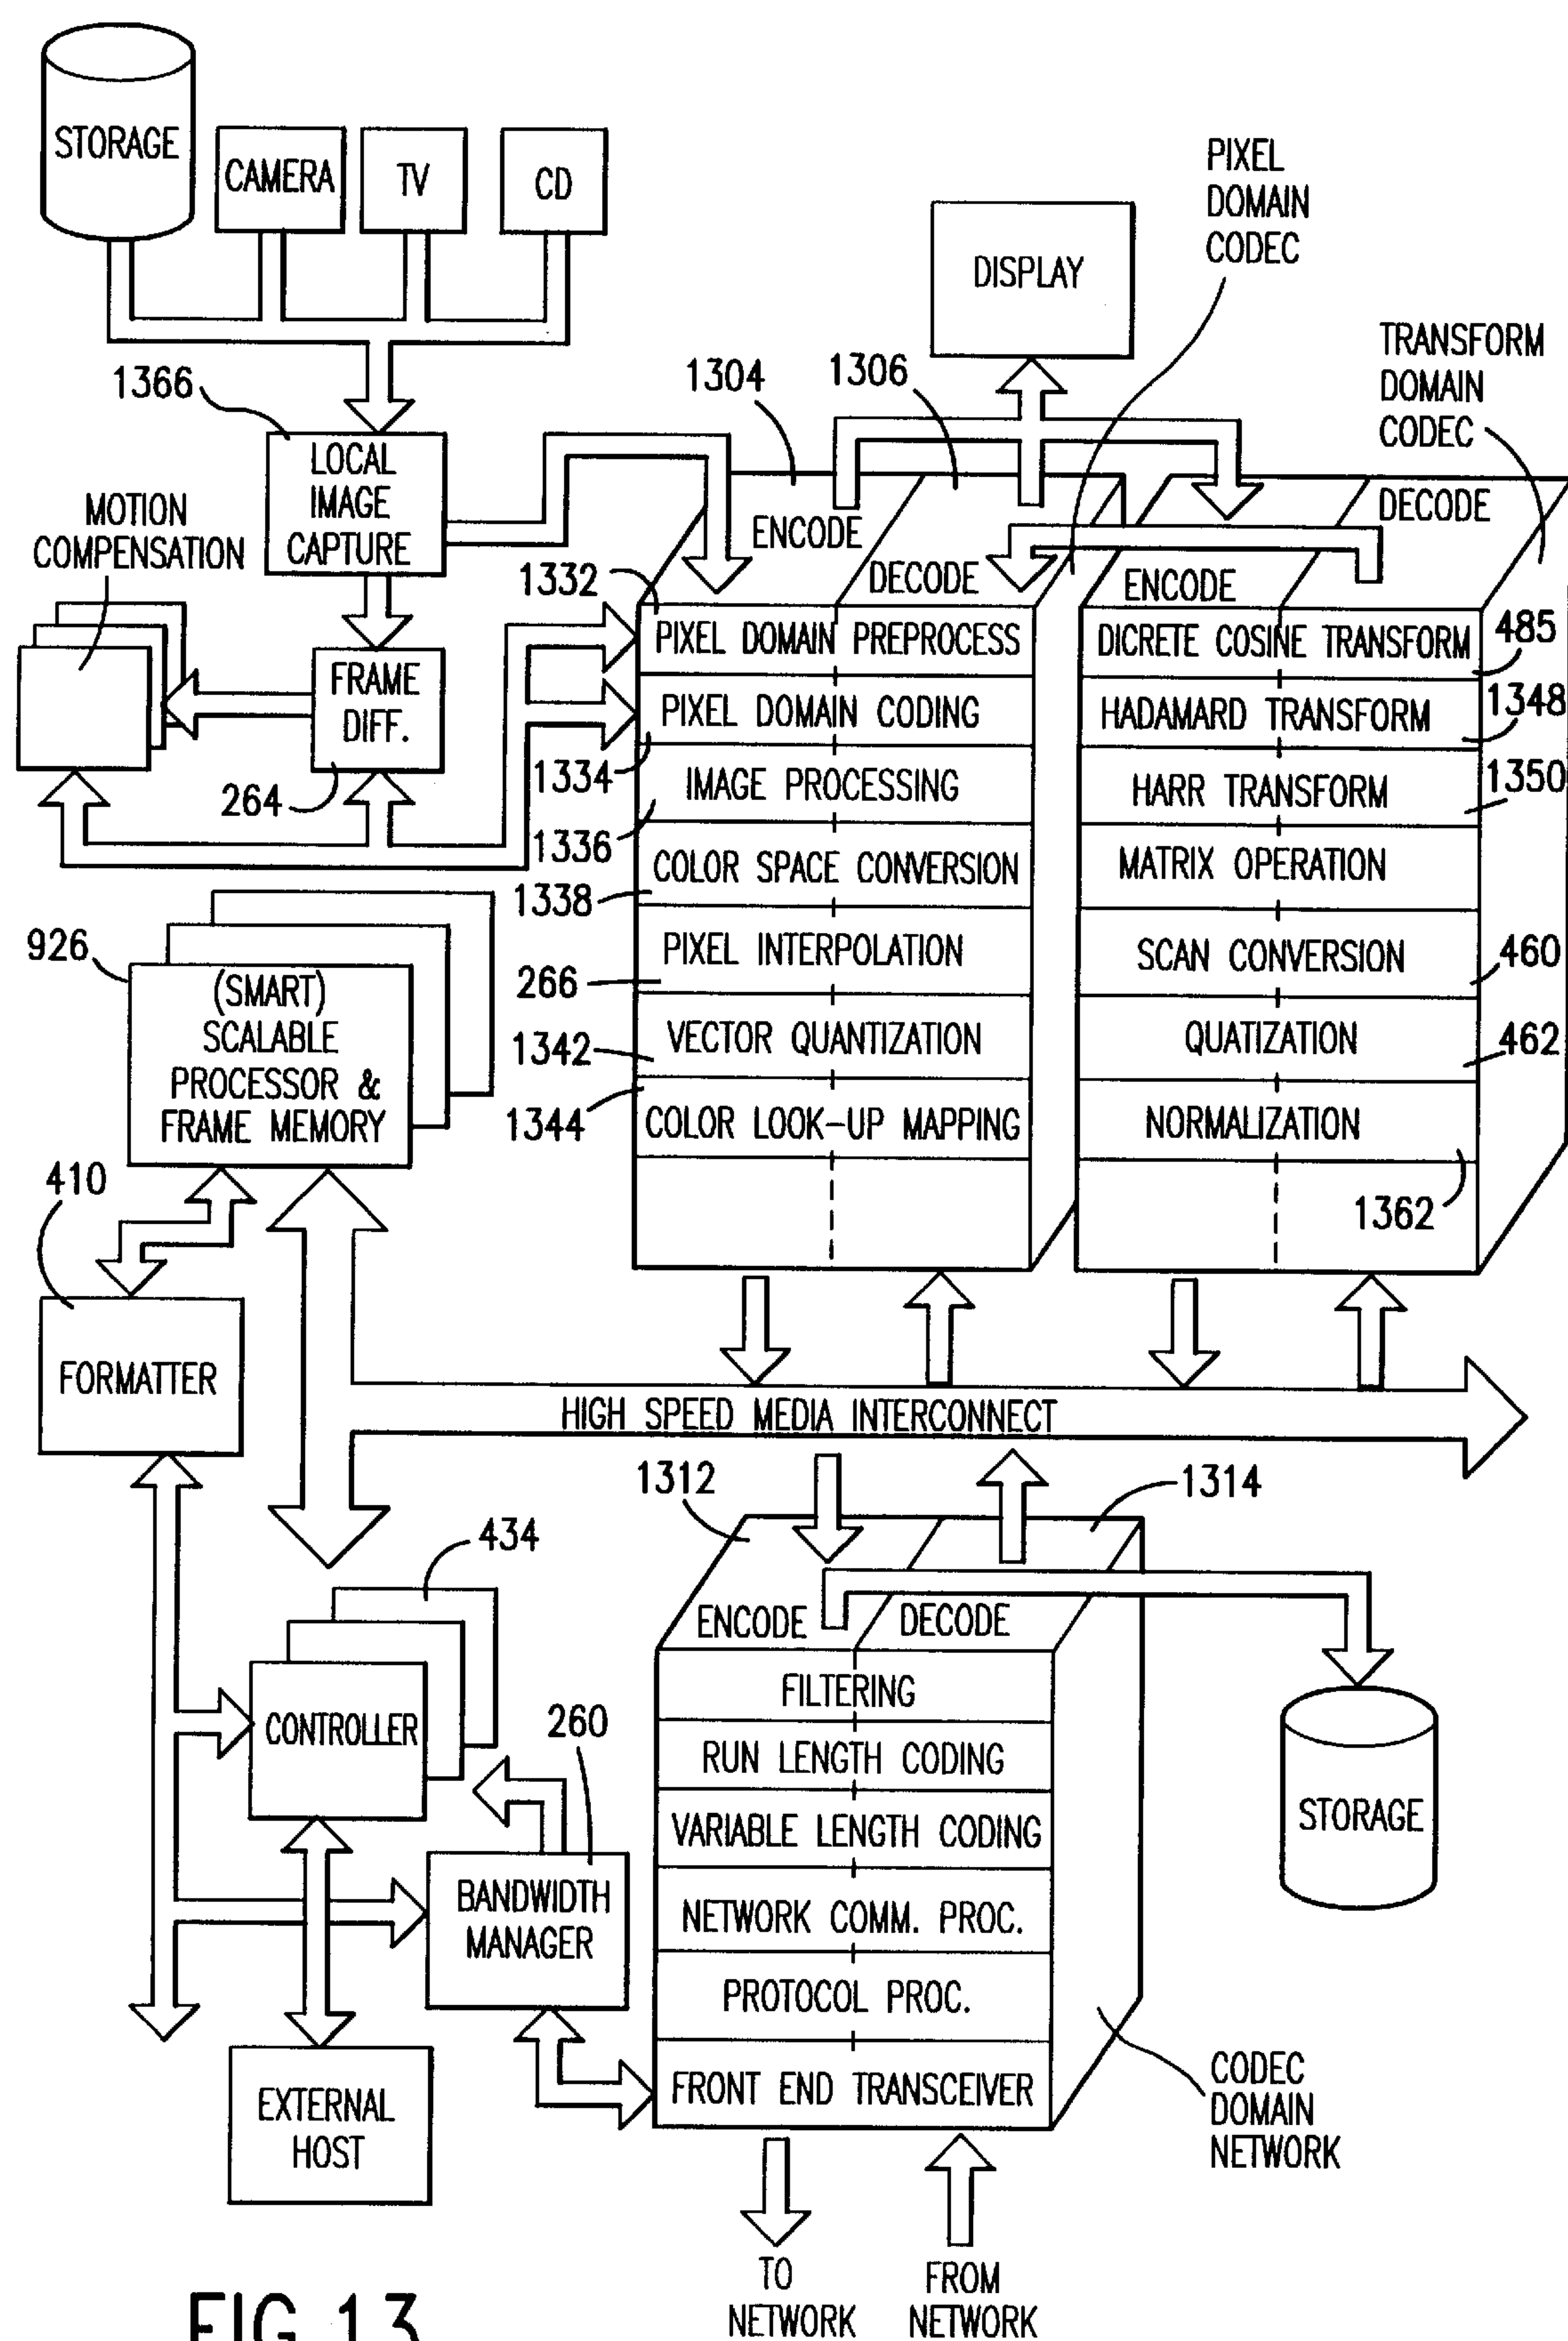 STORAGE
CAMERA
TV
CD
PIXEL
DOMAIN
CODEC
DISPLAY
TRANSFORM
DOMAIN
CODEC
1366
1304
1306
LOCAL
IMAGE
CAPTURE
MOTION
COMPENSATION
ENCODE
DECODE
ENCODE
DECODE
1332
PIXEL DOMAIN PREPROCESS
DICRETE COSINE TRANSFORM
485
FRAME
DIFF.
PIXEL DOMAIN CODING
HADAMARD TRANSFORM
1348
264
1334
IMAGE PROCESSING
HARR TRANSFORM
1350
1336
COLOR SPACE CONVERSION
MATRIX OPERATION
1338
926
(SMART)
SCALABLE
PROCESSOR &
FRAME MEMORY
PIXEL INTERPOLATION
SCAN CONVERSION
460
266
VECTOR QUANTIZATION
QUATIZATION
462
1342
1344
COLOR LOOK-UP MAPPING
NORMALIZATION
1362
410
FORMATTER
HIGH SPEED MEDIA INTERCONNECT
1312
1314
434
ENCODE
DECODE
CONTROLLER
260
FILTERING
RUN LENGTH CODING
VARIABLE LENGTH CODING
NETWORK COMM. PROC.
PROTOCOL PROC.
FRONT END TRANSCEIVER
STORAGE
BANDWIDTH
MANAGER
EXTERNAL
HOST
CODEC
DOMAIN
NETWORK
TO
NETWORK
FROM
NETWORK
FIG. 13